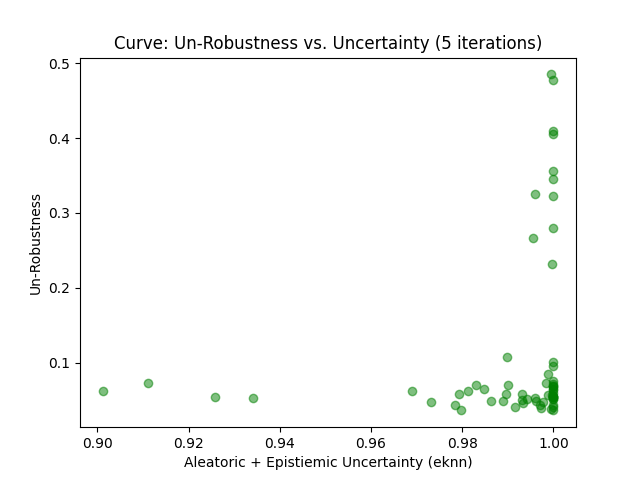 Curve: Un-Robustness vs. Uncertainty (5 iterations)
0.5
0.4
0.3
0.2
0.1
Un-Robustness
0.90 0.92 0.94 0.96 0.98 1.00
Aleatoric + Epistiemic Uncertainty (eknn)